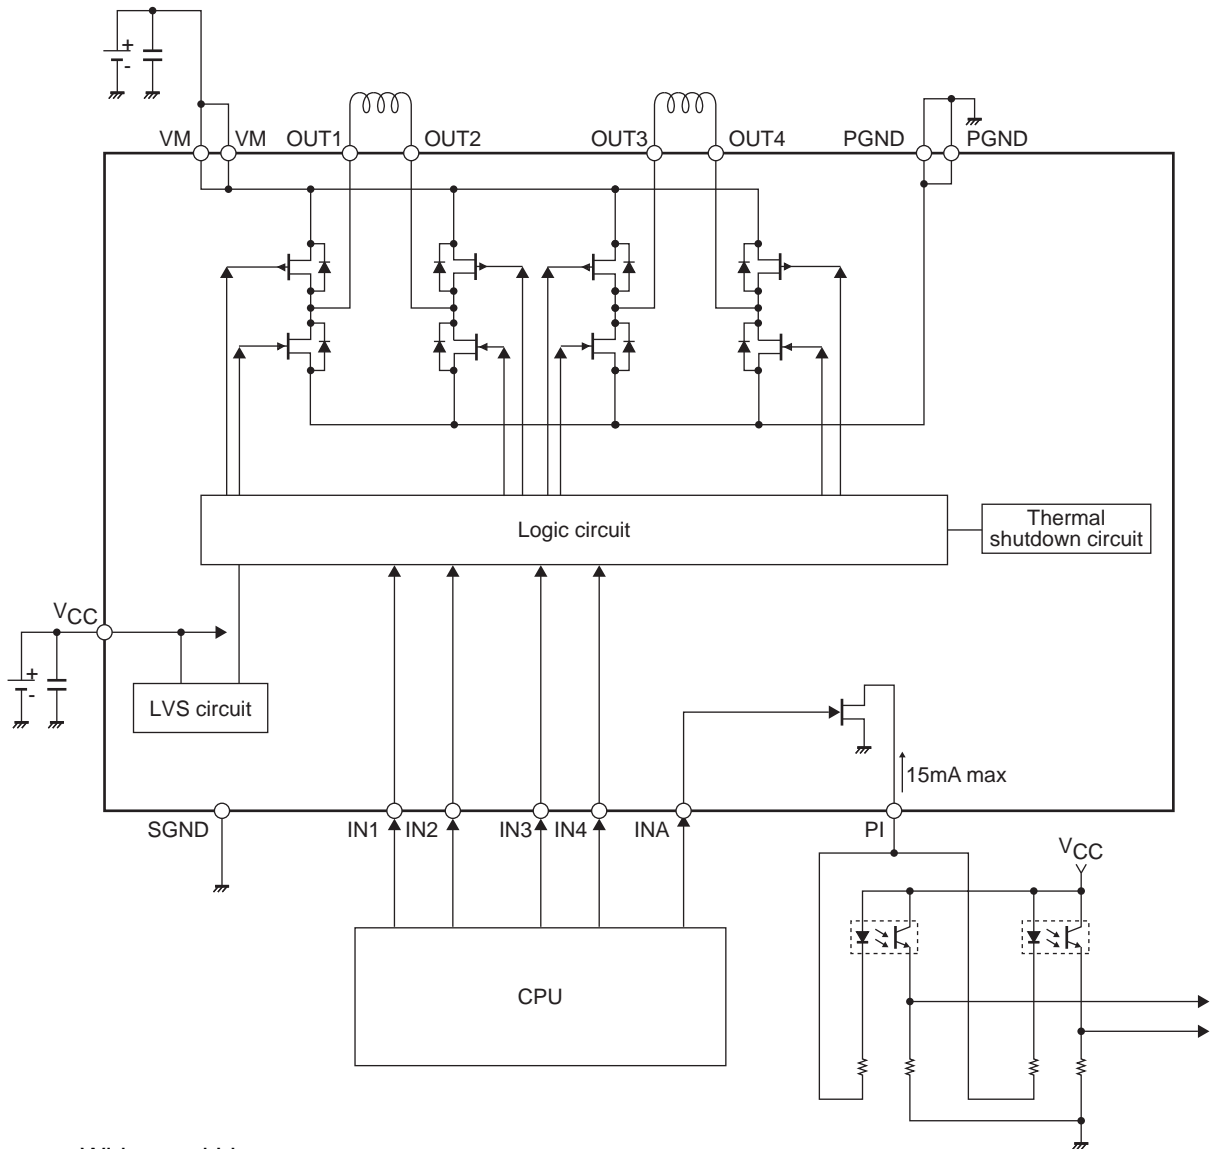 +
-
VM VM OUT1 OUT2 OUT3 OUT4 PGND PGND
Logic circuit
Thermal
shutdown circuit
VCC
+
-
LVS circuit
15mA max
SGND IN1 IN2 IN3 IN4 INA PI
VCC
CPU